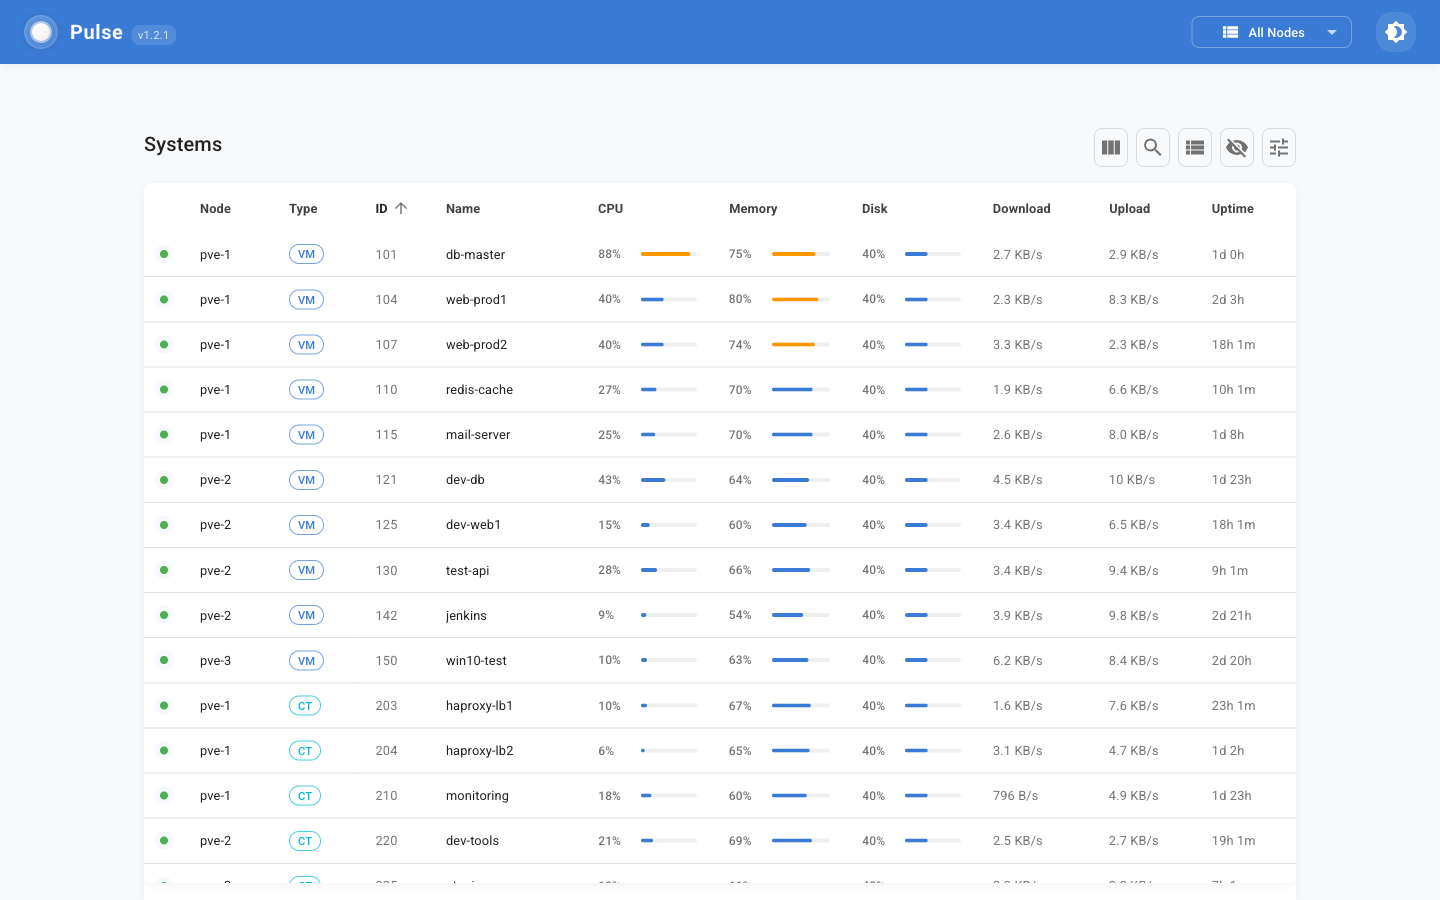 Pulse v1.2.1 All Nodes
Systems
Node Type ID Name CPU Memory Disk Download Upload Uptime
pve-1 VM 101 db-master 88% 75% 40% 2.7 KB/s 2.9 KB/s 1d 0h
pve-1 VM 104 web-prod1 40% 80% 40% 2.3 KB/s 8.3 KB/s 2d 3h
pve-1 VM 107 web-prod2 40% 74% 40% 3.3 KB/s 2.3 KB/s 18h 1m
pve-1 VM 110 redis-cache 27% 70% 40% 1.9 KB/s 6.6 KB/s 10h 1m
pve-1 VM 115 mail-server 25% 70% 40% 2.6 KB/s 8.0 KB/s 1d 8h
pve-2 VM 121 dev-db 43% 64% 40% 4.5 KB/s 10 KB/s 1d 23h
pve-2 VM 125 dev-web1 15% 60% 40% 3.4 KB/s 6.5 KB/s 18h 1m
pve-2 VM 130 test-api 28% 66% 40% 3.4 KB/s 9.4 KB/s 9h 1m
pve-2 VM 142 jenkins 9% 54% 40% 3.9 KB/s 9.8 KB/s 2d 21h
pve-3 VM 150 win10-test 10% 63% 40% 6.2 KB/s 8.4 KB/s 2d 20h
pve-1 CT 203 haproxy-lb1 10% 67% 40% 1.6 KB/s 7.6 KB/s 23h 1m
pve-1 CT 204 haproxy-lb2 6% 65% 40% 3.1 KB/s 4.7 KB/s 1d 2h
pve-1 CT 210 monitoring 18% 60% 40% 796 B/s 4.9 KB/s 1d 23h
pve-2 CT 220 dev-tools 21% 69% 40% 2.5 KB/s 2.7 KB/s 19h 1m